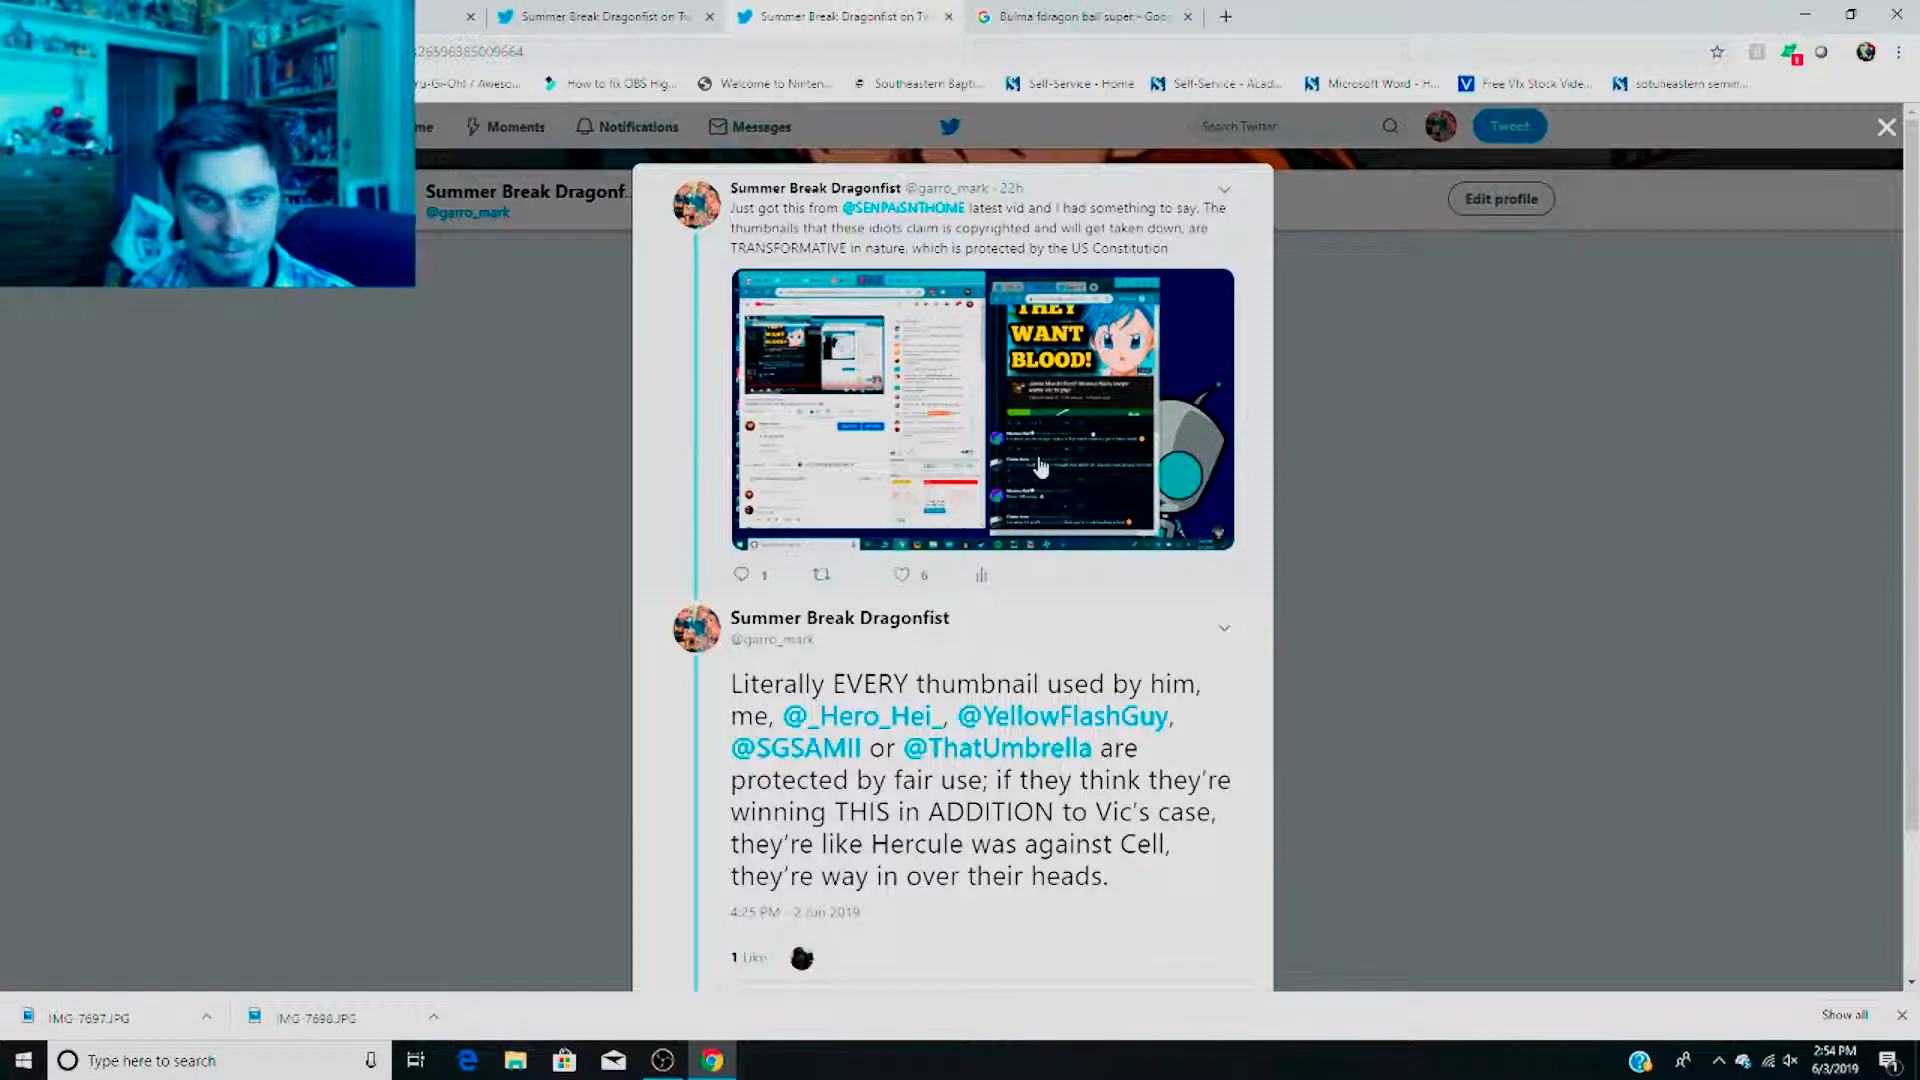 Summer Break Dragonfist on Tw
Summer Break Dragonfist on Tw
Bulma fdragon ball super - Goo
26596385009664
Yu-Gi-Oh! / Aweso...
How to fix OBS Hig...
Welcome to Ninten...
Southeastern Bapti...
Self-Service - Home
Self-Service - Acad...
Microsoft Word - H...
Free Vfx Stock Vide...
sotuheastern semin...
me
Moments
Notifications
Messages
Search Twitter
Tweet
Summer Break Dragonf...
@garro_mark
Edit profile
Summer Break Dragonfist @garro_mark · 22h
Just got this from @SENPAiSNTHOME latest vid and I had something to say. The
thumbnails that these idiots claim is copyrighted and will get taken down, are
TRANSFORMATIVE in nature, which is protected by the US Constitution
THEY
WANT
BLOOD!
1
6
Summer Break Dragonfist
@garro_mark
Literally EVERY thumbnail used by him,
me, @_Hero_Hei_, @YellowFlashGuy,
@SGSAMII or @ThatUmbrella are
protected by fair use; if they think they're
winning THIS in ADDITION to Vic's case,
they're like Hercule was against Cell,
they're way in over their heads.
4:25 PM - 2 Jun 2019
1 Like
IMG-7697.JPG
IMG-7698.JPG
Show all
Type here to search
2:54 PM
6/3/2019